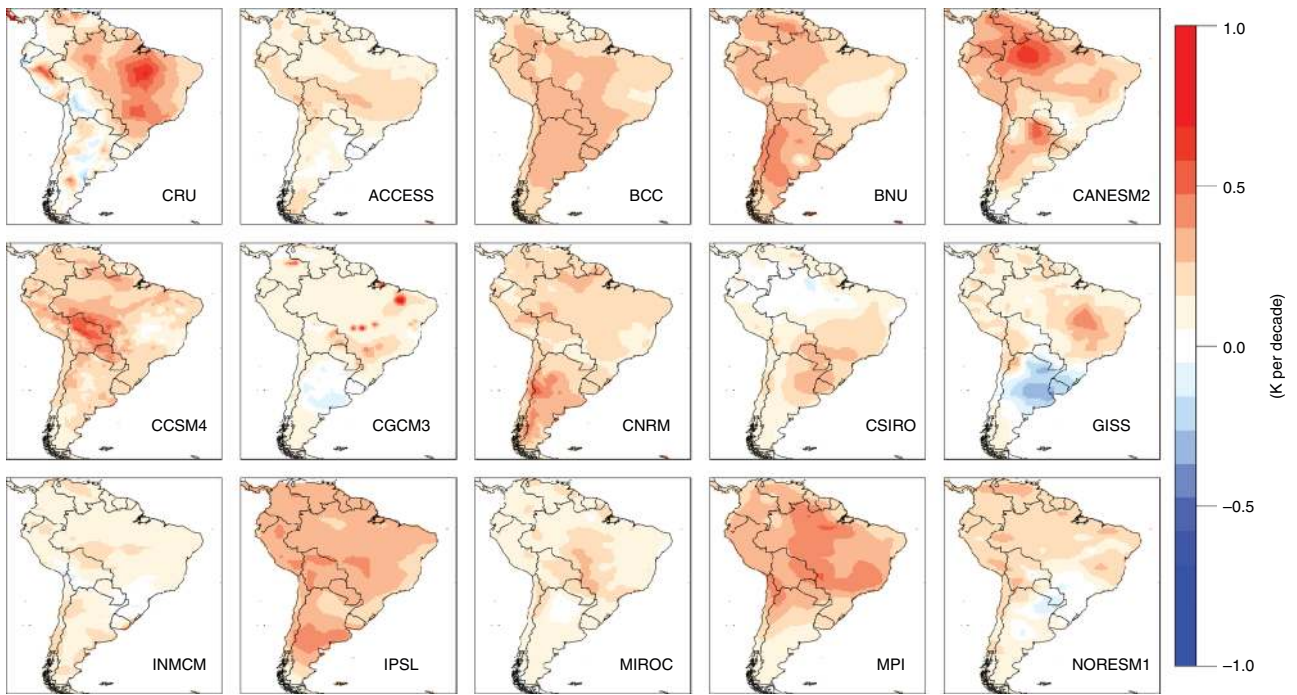 CRU
ACCESS
BCC
BNU
CANESM2
CCSM4
CGCM3
CNRM
CSIRO
GISS
INMCM
IPSL
MIROC
MPI
NORESM1
1.0
0.5
0.0
–0.5
–1.0
(K per decade)